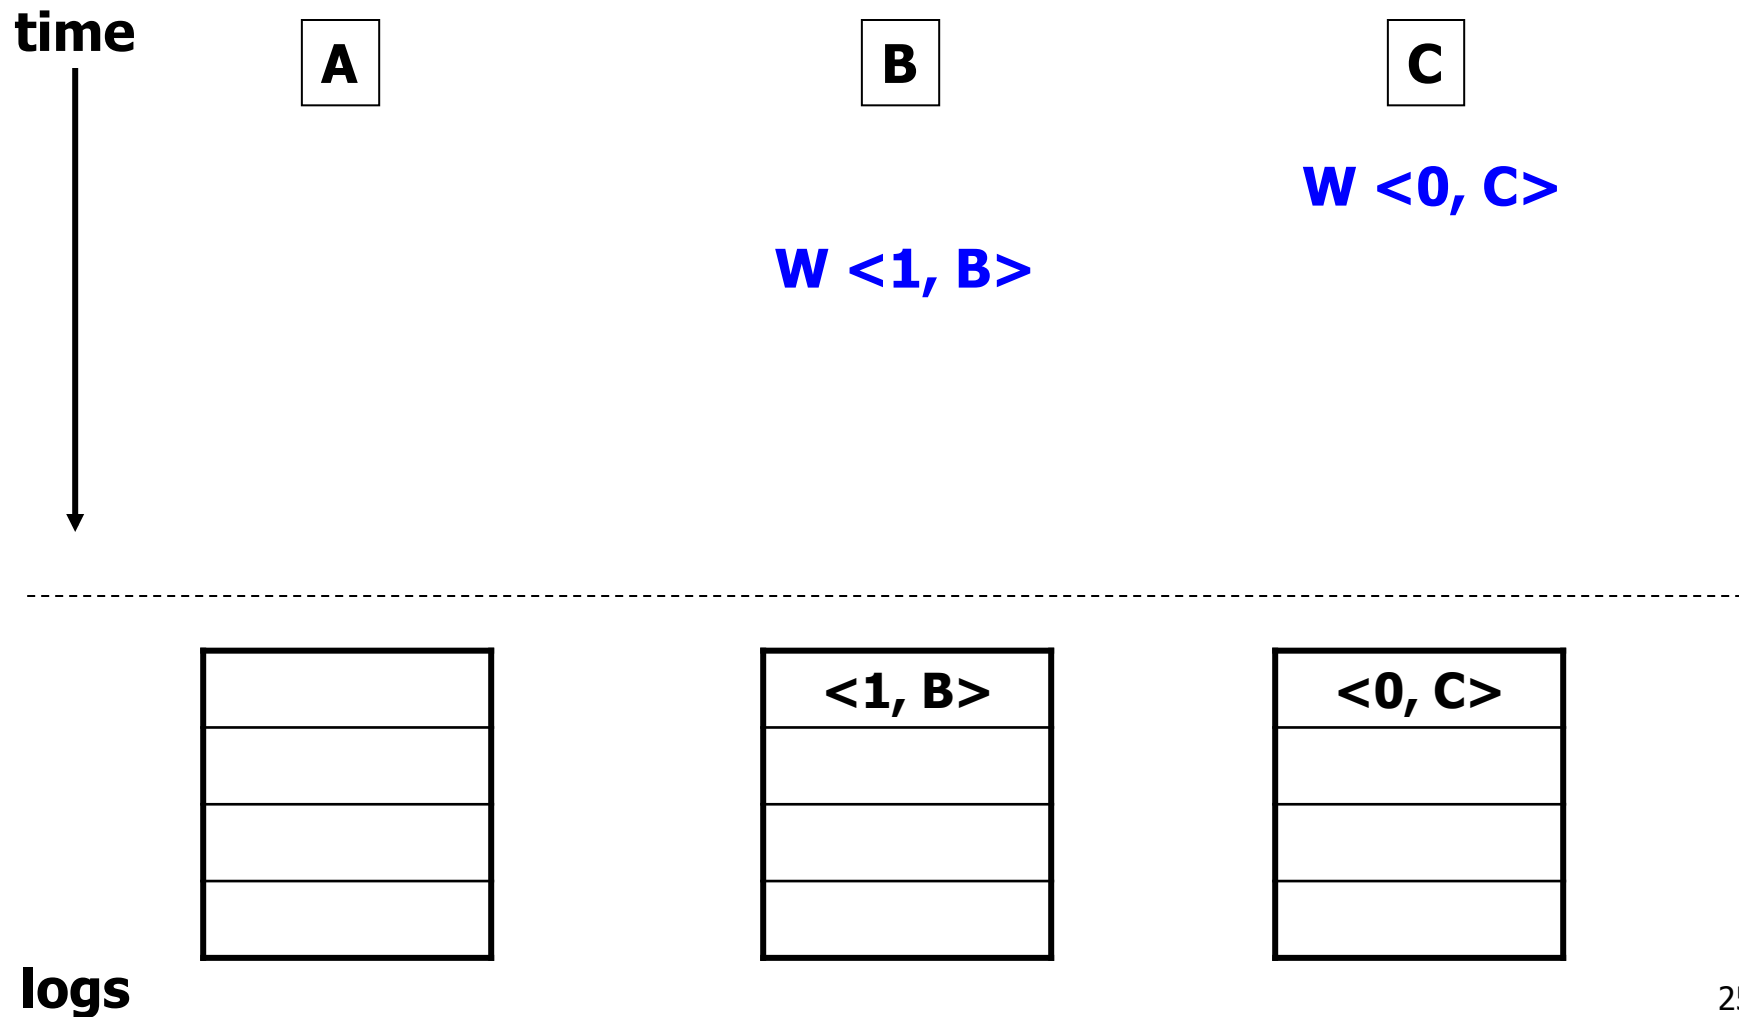 time
A
B
C
W <0, C>
W <1, B>
<1, B>
<0, C>
logs